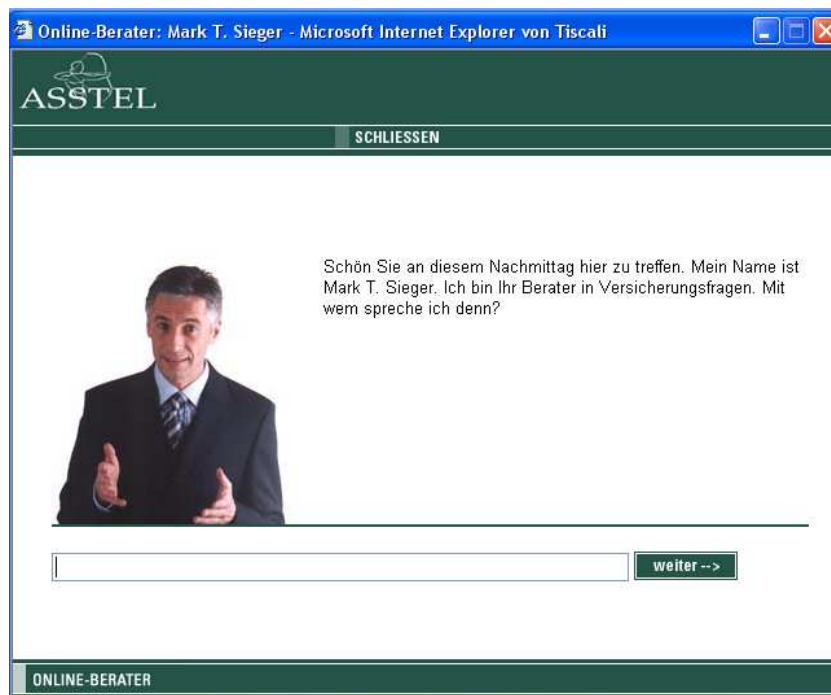 Online-Berater: Mark T. Sieger - Microsoft Internet Explorer von Tiscali
ASSTEL
SCHLIESSEN
Schön Sie an diesem Nachmittag hier zu treffen. Mein Name ist
Mark T. Sieger. Ich bin Ihr Berater in Versicherungsfragen. Mit
wem spreche ich denn?
weiter -->
ONLINE-BERATER